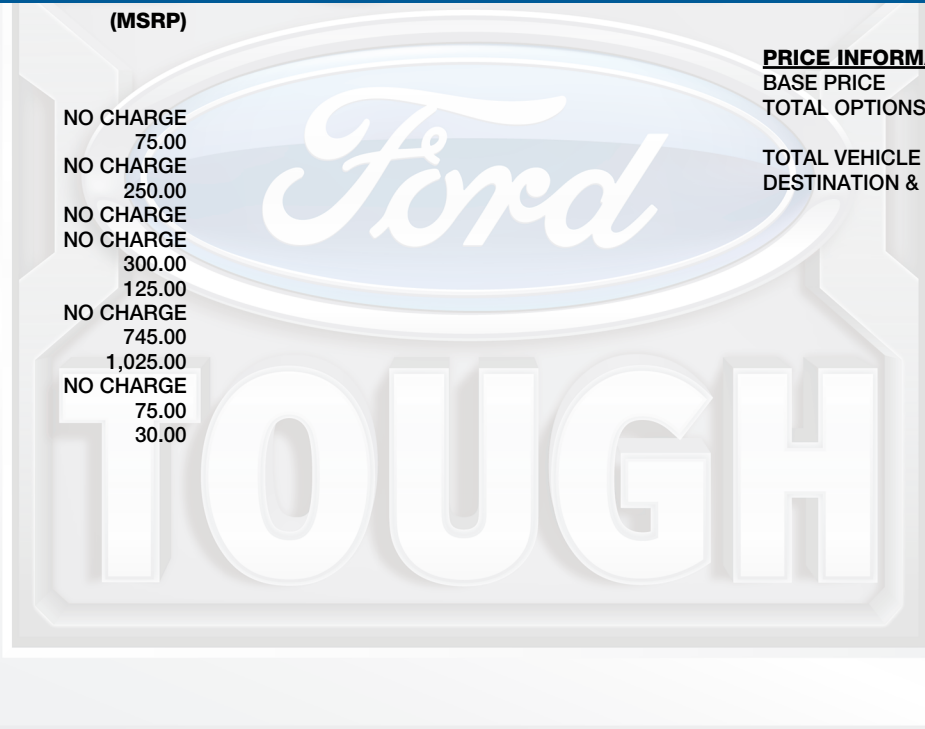 (MSRP)
PRICE INFORM
BASE PRICE
TOTAL OPTIONS
TOTAL VEHICLE
DESTINATION &
NO CHARGE
75.00
NO CHARGE
250.00
NO CHARGE
NO CHARGE
300.00
125.00
NO CHARGE
745.00
1,025.00
NO CHARGE
75.00
30.00
Ford
TOUGH